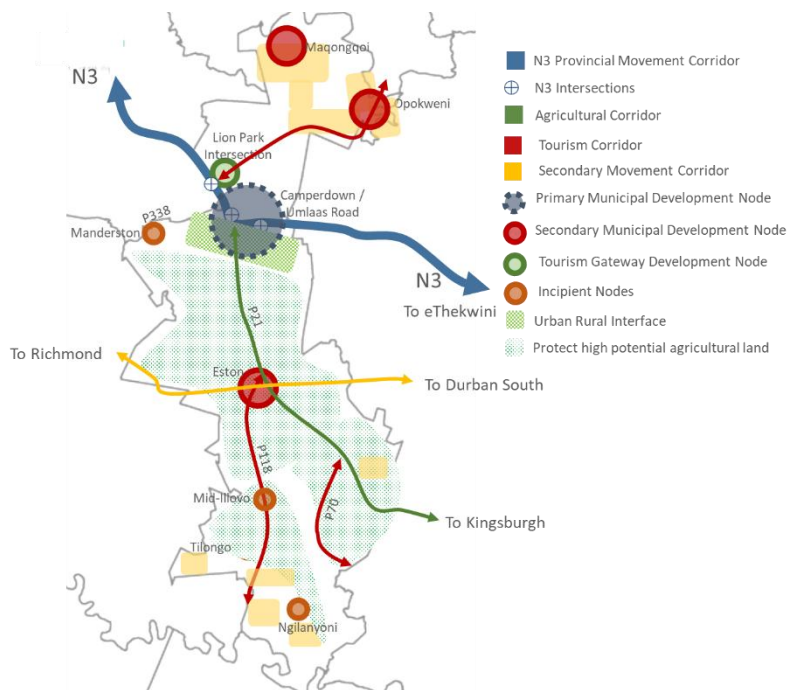 Maqongqoi
N3
Opokweni
Lion Park
Intersection
Camperdown /
Umlaas Road
P338
Manderston
N3
To eThekwini
P21
To Richmond
Eston
To Durban South
P118
Mid-Illovo
P70
To Kingsburgh
Tilongo
Ngilanyoni
N3 Provincial Movement Corridor
N3 Intersections
Agricultural Corridor
Tourism Corridor
Secondary Movement Corridor
Primary Municipal Development Node
Secondary Municipal Development Node
Tourism Gateway Development Node
Incipient Nodes
Urban Rural Interface
Protect high potential agricultural land